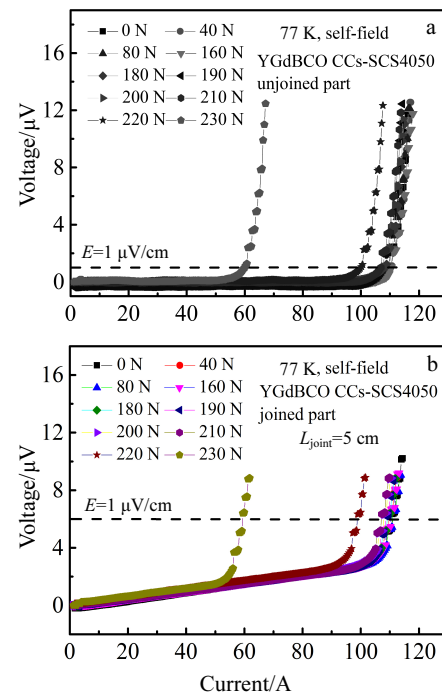 a
0 N 40 N 77 K, self-field
80 N 160 N YGdBCO CCs-SCS4050
180 N 190 N unjoined part
200 N 210 N
220 N 230 N
E=1 μV/cm
Voltage/μV
16
12
8
4
0
0 20 40 60 80 100 120
b
0 N 40 N 77 K, self-field
80 N 160 N YGdBCO CCs-SCS4050
180 N 190 N joined part
200 N 210 N L joint=5 cm
220 N 230 N
E=1 μV/cm
Voltage/μV
16
12
8
4
0
0 20 40 60 80 100 120
Current/A